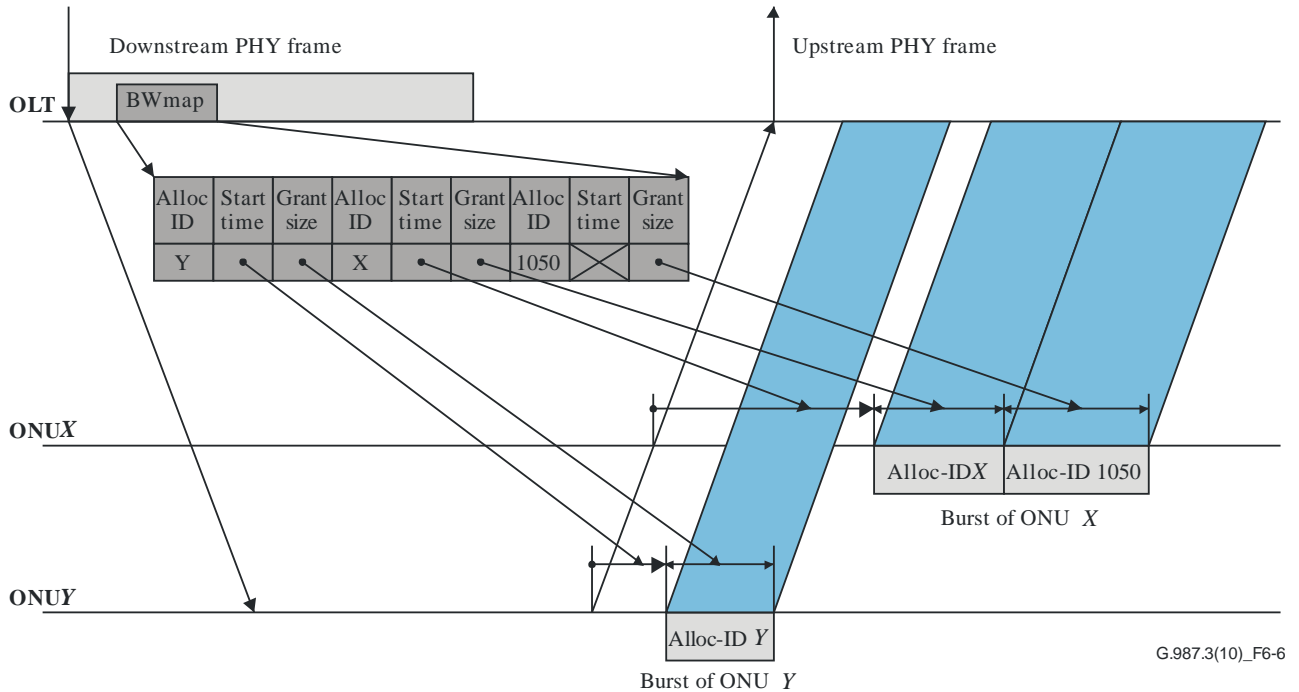 Downstream PHY frame
Upstream PHY frame
OLT
BWmap
Alloc ID
Start time
Grant size
Alloc ID
Start time
Grant size
Alloc ID
Start time
Grant size
Y
X
1050
ONUX
Alloc-IDX
Alloc-ID 1050
Burst of ONU X
ONUY
Alloc-ID Y
Burst of ONU Y
G.987.3(10)_F6-6